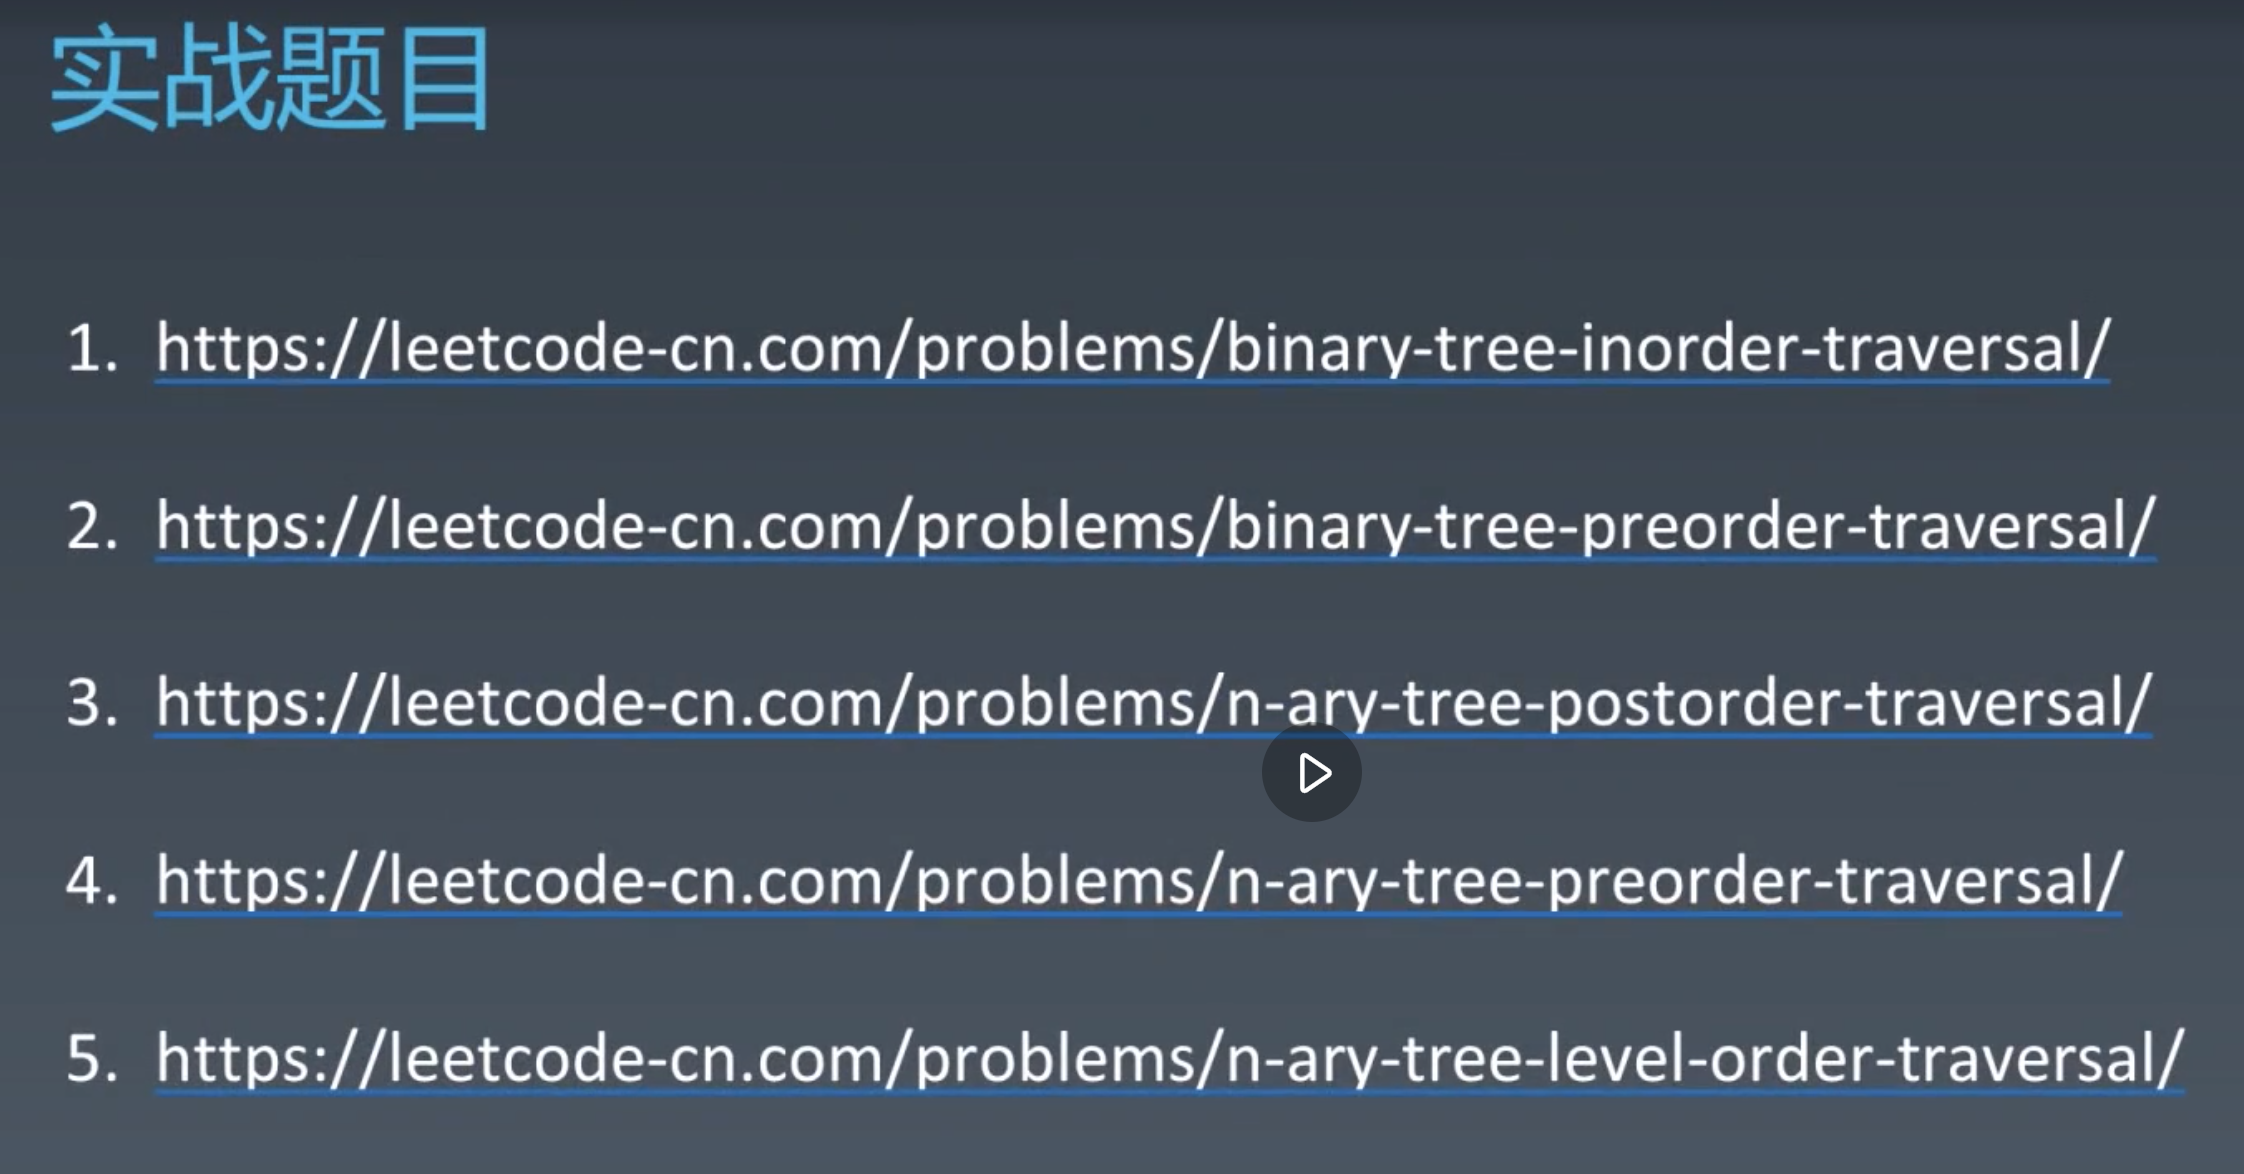 实战题目
1. https://leetcode-cn.com/problems/binary-tree-inorder-traversal/
2. https://leetcode-cn.com/problems/binary-tree-preorder-traversal/
3. https://leetcode-cn.com/problems/n-ary-tree-postorder-traversal/
4. https://leetcode-cn.com/problems/n-ary-tree-preorder-traversal/
5. https://leetcode-cn.com/problems/n-ary-tree-level-order-traversal/